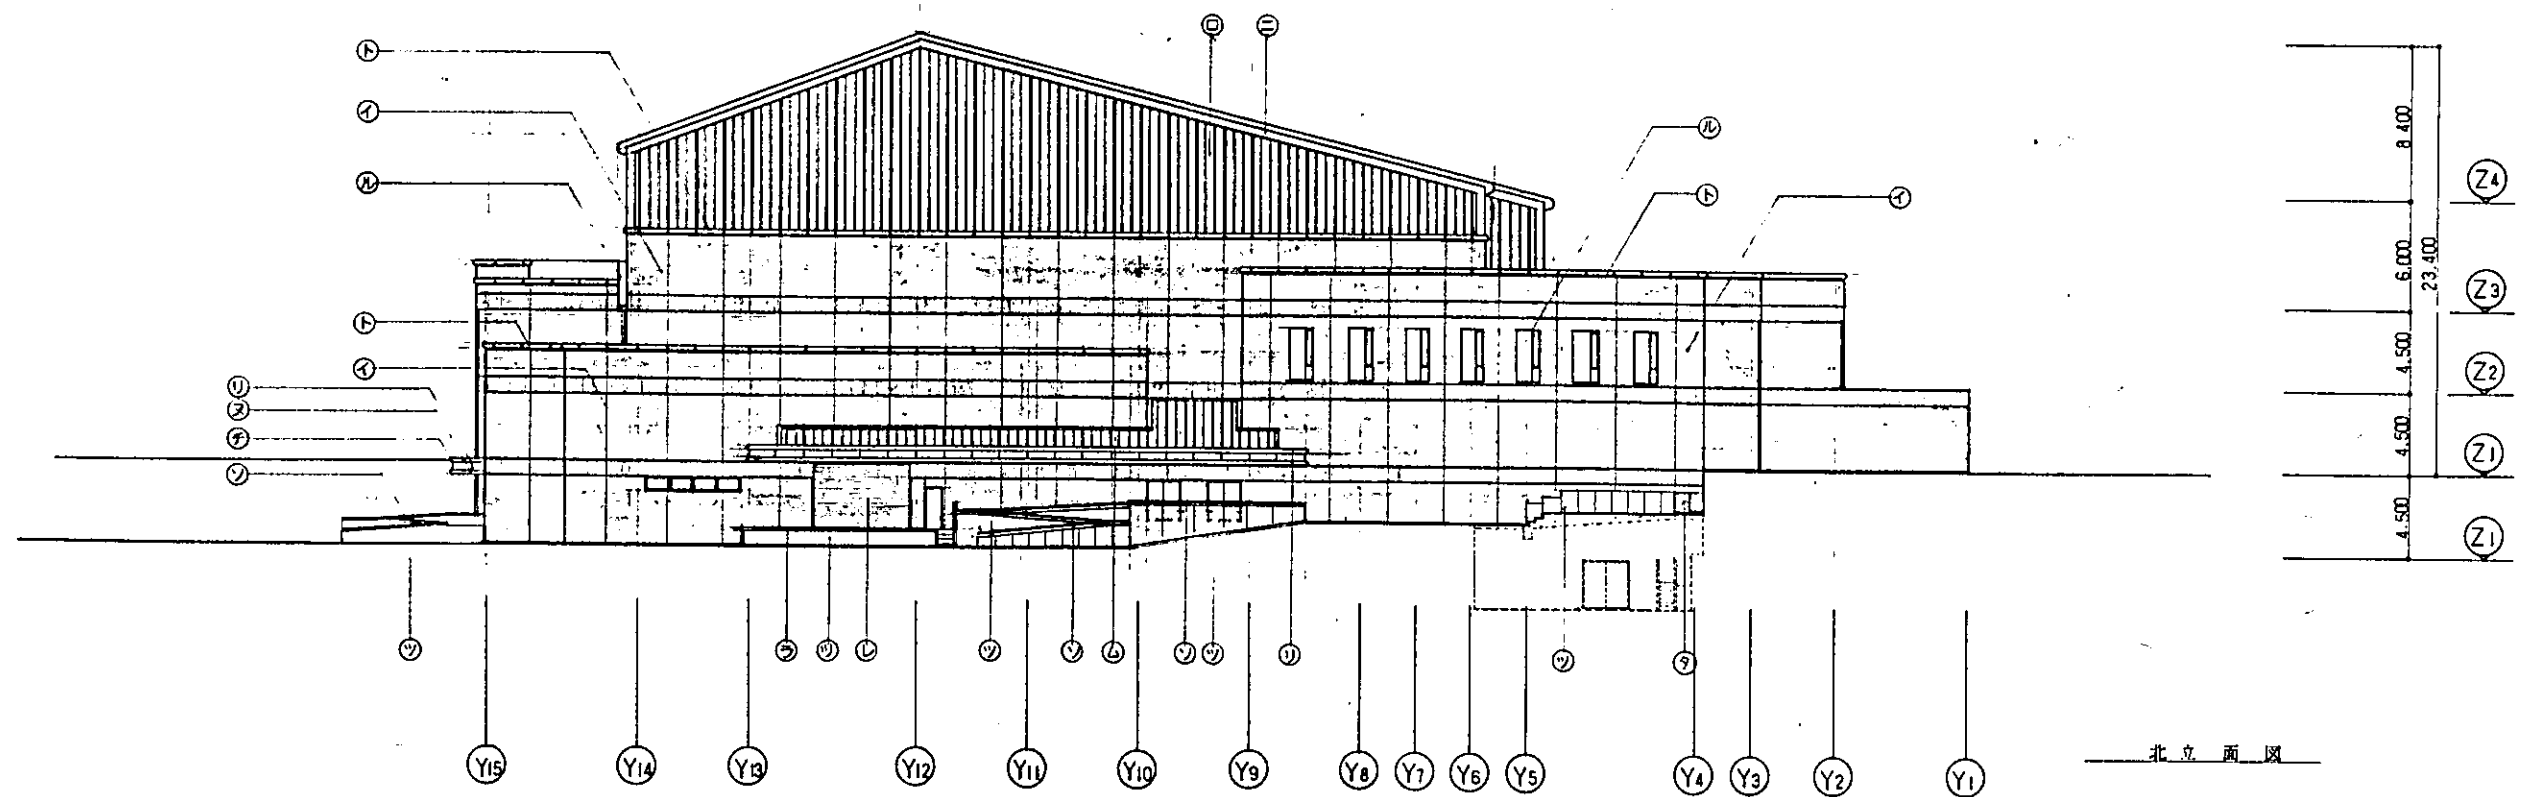 ロ ニ
ト
イ
ル
ル
ト
イ
ト
イ
リ
ヌ
チ
ソ
8 400
6.000
4.500
4.500
4.500
23.400
Z4
Z3
Z2
Z1
Z1
ツ ラ ツ レ ツ ソ ム ソ ツ リ ツ タ
Y15 Y14 Y13 Y12 Y11 Y10 Y9 Y8 Y7 Y6 Y5 Y4 Y3 Y2 Y1
北立面図